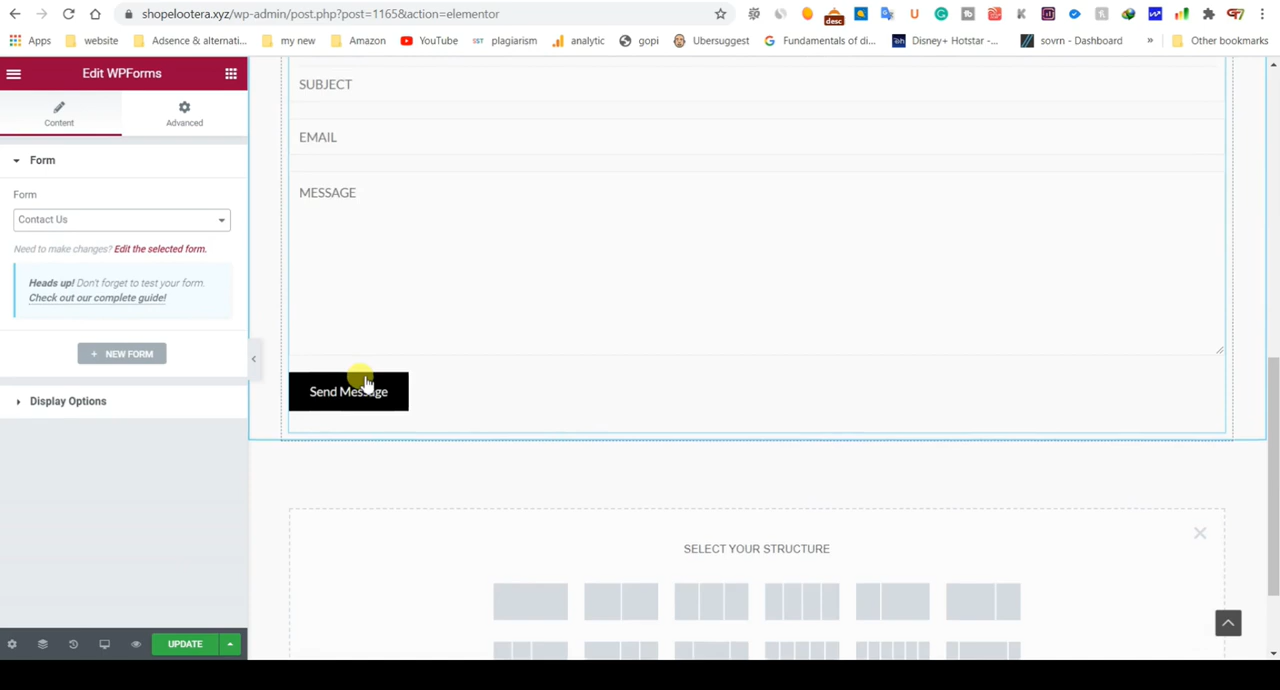 shopelootera.xyz/wp-admin/post.php?post=1165&action=elementor
desc
Apps
website
Adsence & alternati...
my new
Amazon
YouTube
SST
plagiarism
analytic
gopi
Ubersuggest
Fundamentals of di...
Disney+ Hotstar -...
sovrn - Dashboard
»
Other bookmarks
Edit WPForms
Content
Advanced
Form
Form
Contact Us
Need to make changes? Edit the selected form.
Heads up! Don't forget to test your form.
Check out our complete guide!
+ NEW FORM
Display Options
UPDATE
SUBJECT
EMAIL
MESSAGE
Send Message
SELECT YOUR STRUCTURE